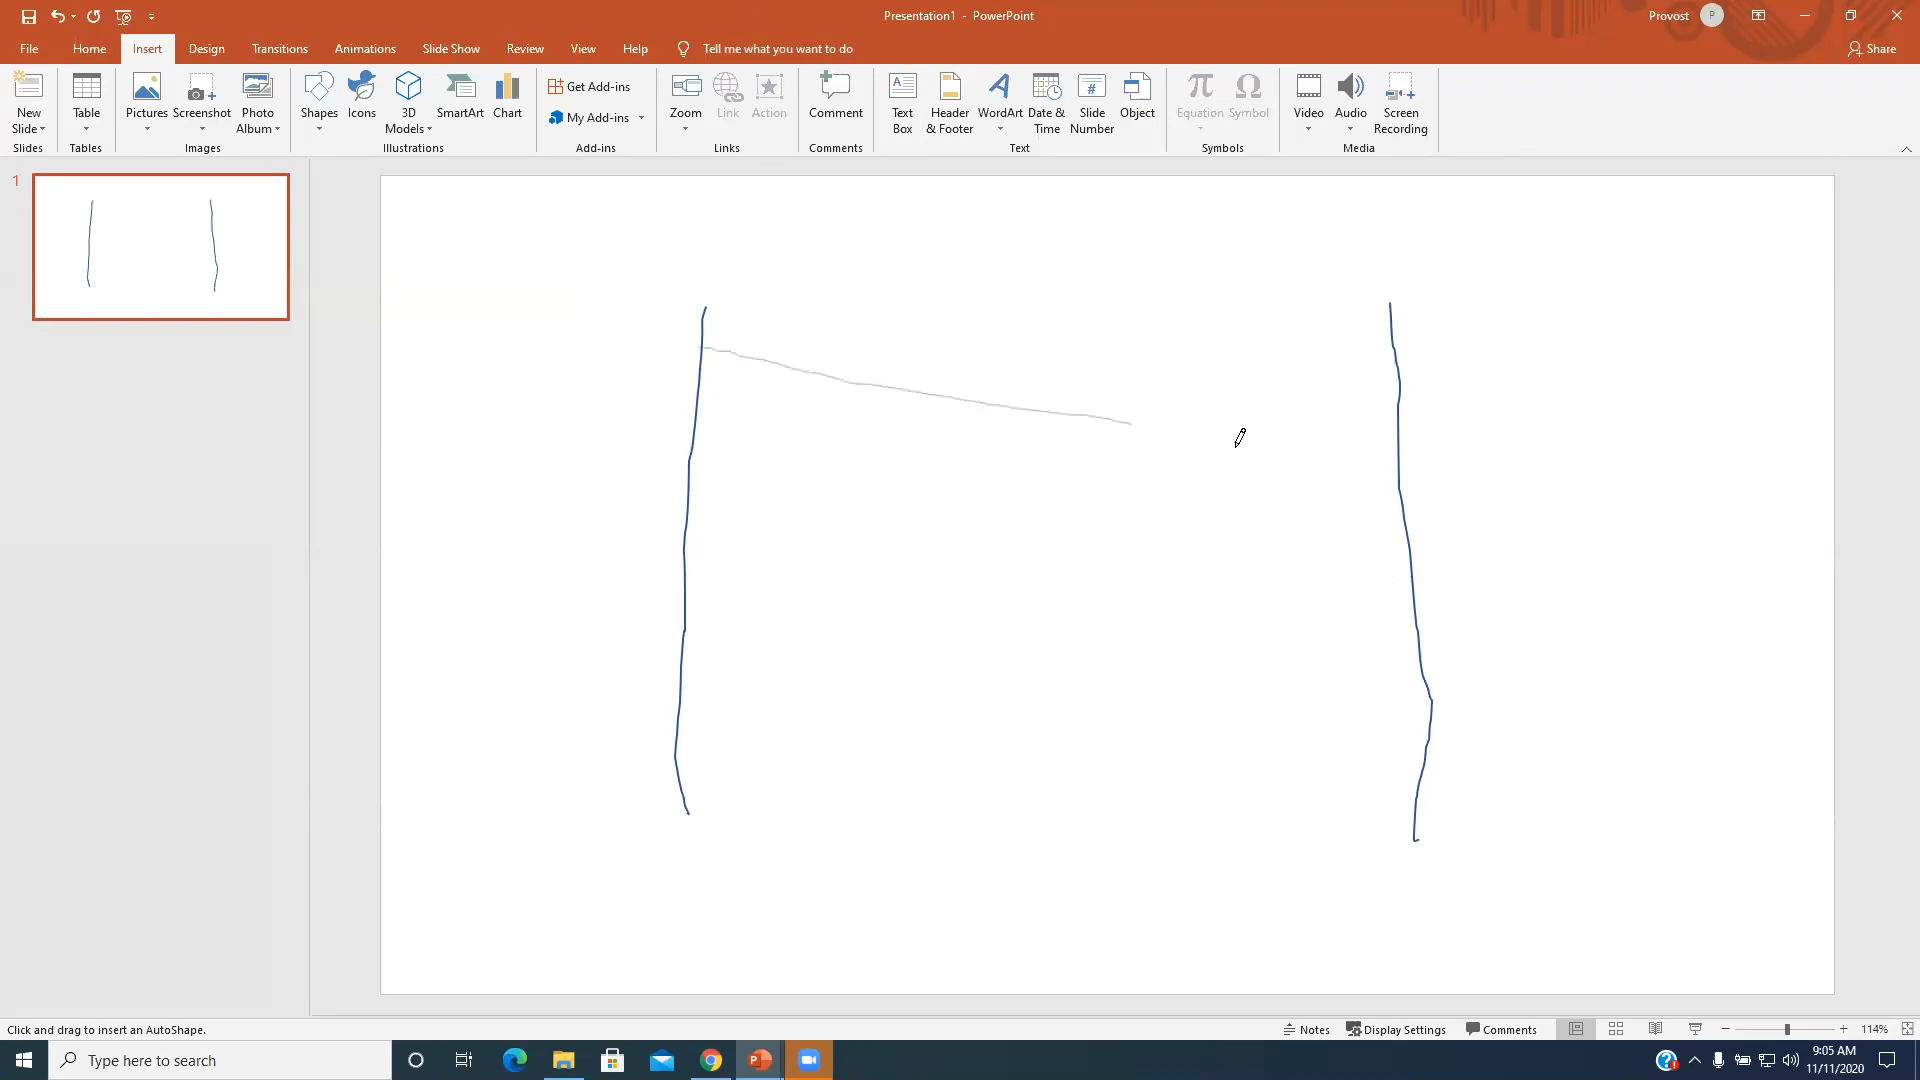 Presentation1 - PowerPoint
Provost P
File Home Insert Design Transitions Animations Slide Show Review View Help Tell me what you want to do Share
New Slide
Table
Pictures
Screenshot
Photo Album
Shapes
Icons
3D Models
SmartArt
Chart
Get Add-ins
My Add-ins
Zoom
Link
Action
Comment
Text Box
Header & Footer
WordArt
Date & Time
Slide Number
Object
Equation
Symbol
Video
Audio
Screen Recording
Slides Tables Images Illustrations Add-ins Links Comments Text Symbols Media
1
Click and drag to insert an AutoShape.
Notes Display Settings Comments 114%
Type here to search
9:05 AM
11/11/2020